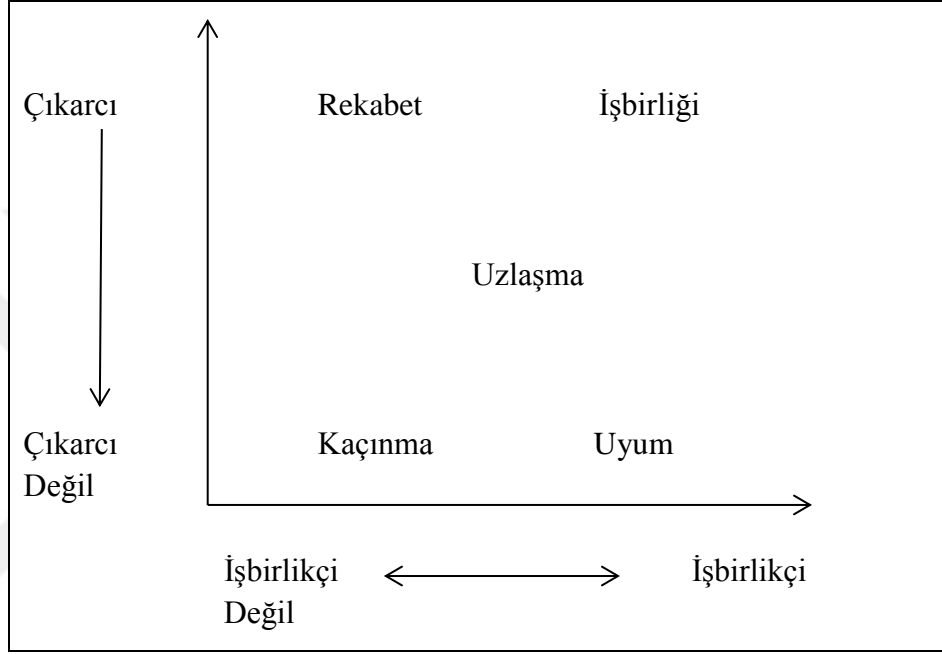 Çıkarcı Rekabet İşbirliği
Uzlaşma
Çıkarcı Kaçınma Uyum
Değil
İşbirlikçi İşbirlikçi
Değil